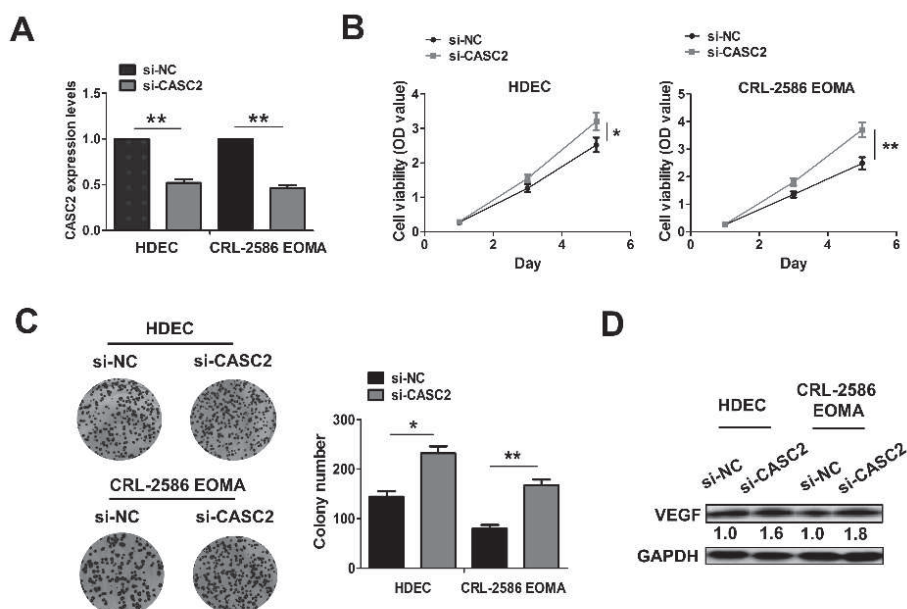 A
si-NC
si-CASC2
CASC2 expression levels
1.5
1.0
0.5
0.0
**
**
HDEC
CRL-2586 EOMA
B
si-NC
si-CASC2
HDEC
Cell viability (OD value)
4
3
2
1
0
*
0
2
4
6
Day
si-NC
si-CASC2
CRL-2586 EOMA
Cell viability (OD value)
5
4
3
2
1
0
**
0
2
4
6
Day
C
HDEC
si-NC
si-CASC2
CRL-2586 EOMA
si-NC
si-CASC2
si-NC
si-CASC2
Colony number
300
200
100
0
*
**
HDEC
CRL-2586 EOMA
D
HDEC
CRL-2586
EOMA
si-NC
si-CASC2
si-NC
si-CASC2
VEGF
1.0 1.6 1.0 1.8
GAPDH